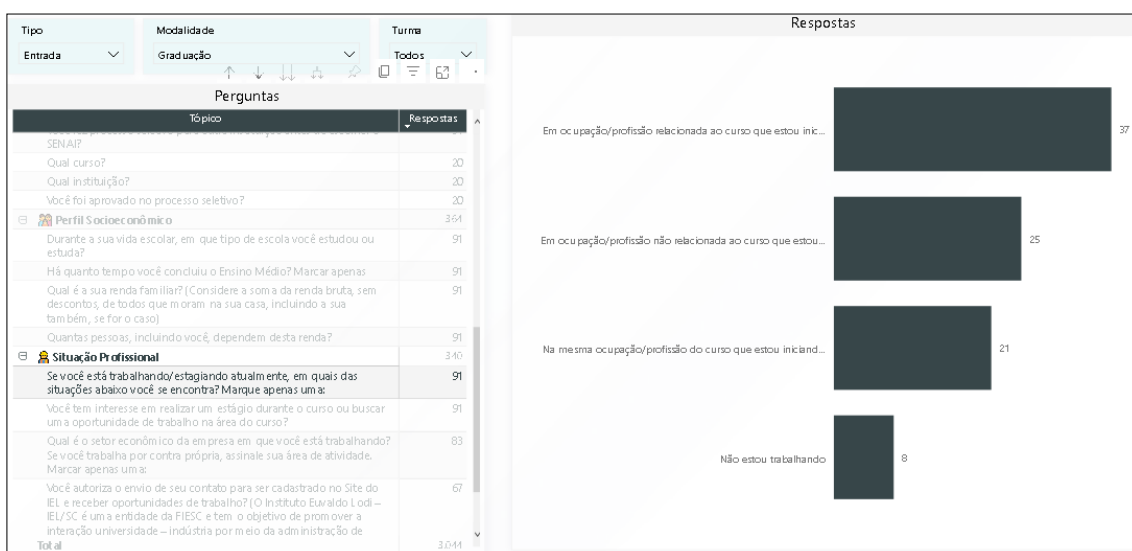 Tipo
Entrada
Modalidade
Graduação
Turma
Todos
Perguntas
Tópico Respostas
SENAI?
Qual curso? 20
Qual instituição? 20
Você foi aprovado no processo seletivo? 20
Perfil Socioeconômico 364
Durante a sua vida escolar, em que tipo de escola você estudou ou 91
estuda?
Há quanto tempo você concluiu o Ensino Médio? Marcar apenas 91
Qual é a sua renda familiar? (Considere a soma da renda bruta, sem 91
descontos, de todos que moram na sua casa, incluindo a sua
também, se for o caso)
Quantas pessoas, incluindo você, dependem desta renda? 91
Situação Profissional 340
Se você está trabalhando/estagiando atualmente, em quais das 91
situações abaixo você se encontra? Marque apenas uma:
Você tem interesse em realizar um estágio durante o curso ou buscar 91
uma oportunidade de trabalho na área do curso?
Qual é o setor econômico da empresa em que você está trabalhando? 83
Se você trabalha por contra própria, assinale sua área de atividade.
Marcar apenas uma:
Você autoriza o envio de seu contato para ser cadastrado no Site do 67
IEL e receber oportunidades de trabalho? (O Instituto Euvaldo Lodi –
IEL/SC é uma entidade da FIESC e tem o objetivo de promover a
interação universidade – indústria por meio da administração de
Total 3.044
Respostas
Em ocupação/profissão relacionada ao curso que estou inic... 37
Em ocupação/profissão não relacionada ao curso que estou... 25
Na mesma ocupação/profissão do curso que estou iniciand... 21
Não estou trabalhando 8